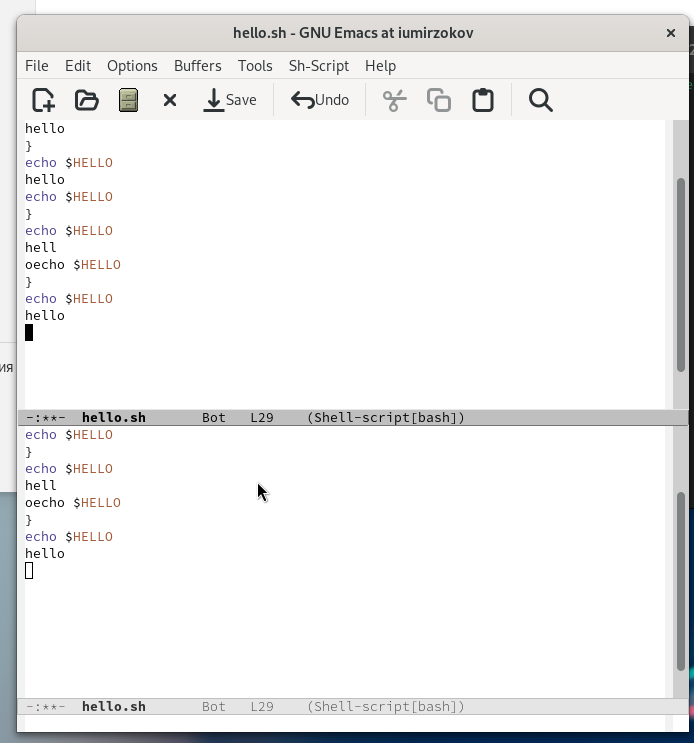 hello.sh - GNU Emacs at iumirzokov
File Edit Options Buffers Tools Sh-Script Help
Save Undo
hello
}
echo $HELLO
hello
echo $HELLO
}
echo $HELLO
hell
oecho $HELLO
}
echo $HELLO
hello
-:**- hello.sh Bot L29 (Shell-script[bash])
echo $HELLO
}
echo $HELLO
hell
oecho $HELLO
}
echo $HELLO
hello
-:**- hello.sh Bot L29 (Shell-script[bash])
ия